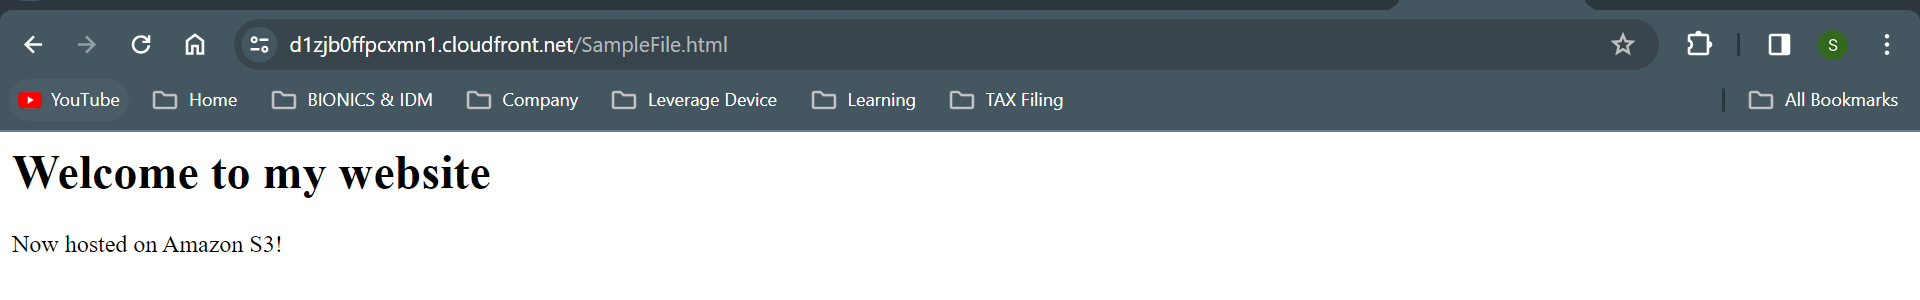 d1zjb0ffpcxmn1.cloudfront.net/SampleFile.html
S
YouTube Home BIONICS & IDM Company Leverage Device Learning TAX Filing All Bookmarks
Welcome to my website
Now hosted on Amazon S3!